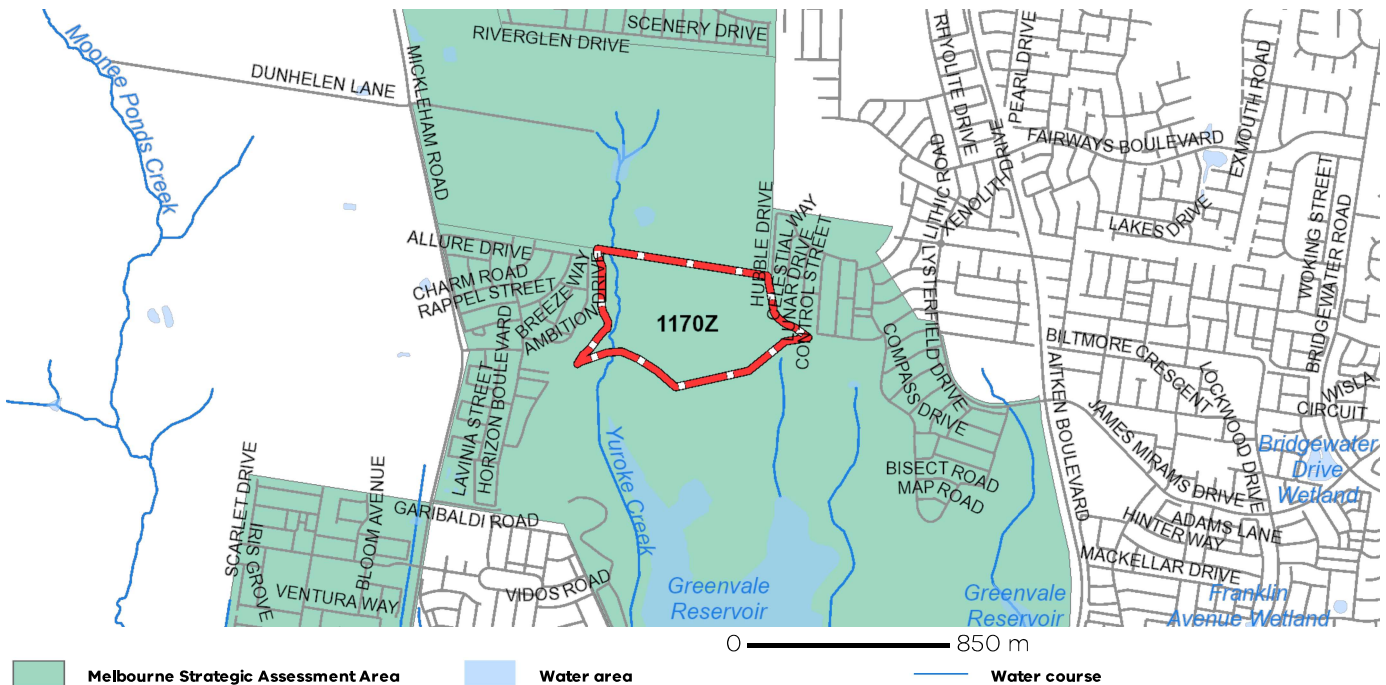 SCENERY DRIVE
RIVERGLEN DRIVE
Moonee Ponds Creek
DUNHELEN LANE
MICKLEHAM ROAD
RHYOLITE DRIVE
PEARL DRIVE
EXMOUTH ROAD
FAIRWAYS BOULEVARD
XENOLITH DRIVE
LITHIC ROAD
LAKES DRIVE
WOKING STREET
BRIDGEWATER ROAD
ALLURE DRIVE
CHARM ROAD
RAPPEL STREET
BREEZE WAY
AMBITION DRIVE
HUBBLE DRIVE
CELESTIAL WAY
LUNAR DRIVE
CONTROL STREET
1170Z
LYSTERFIELD DRIVE
COMPASS DRIVE
BILTMORE CRESCENT
AITKEN BOULEVARD
LOCKWOOD DRIVE
WISLA
CIRCUIT
JAMES MIRAMS DRIVE
LAVINIA STREET
HORIZON BOULEVARD
BISECT ROAD
MAP ROAD
Bridgewater
Drive
Wetland
SCARLET DRIVE
IRIS GROVE
BLOOM AVENUE
GARIBALDI ROAD
Yuroke Creek
ADAMS LANE
HINTER WAY
MACKELLAR DRIVE
VENTURA WAY
VIDOS ROAD
Greenvale
Reservoir
Greenvale
Reservoir
Franklin
Avenue Wetland
0 850 m
Melbourne Strategic Assessment Area
Water area
Water course